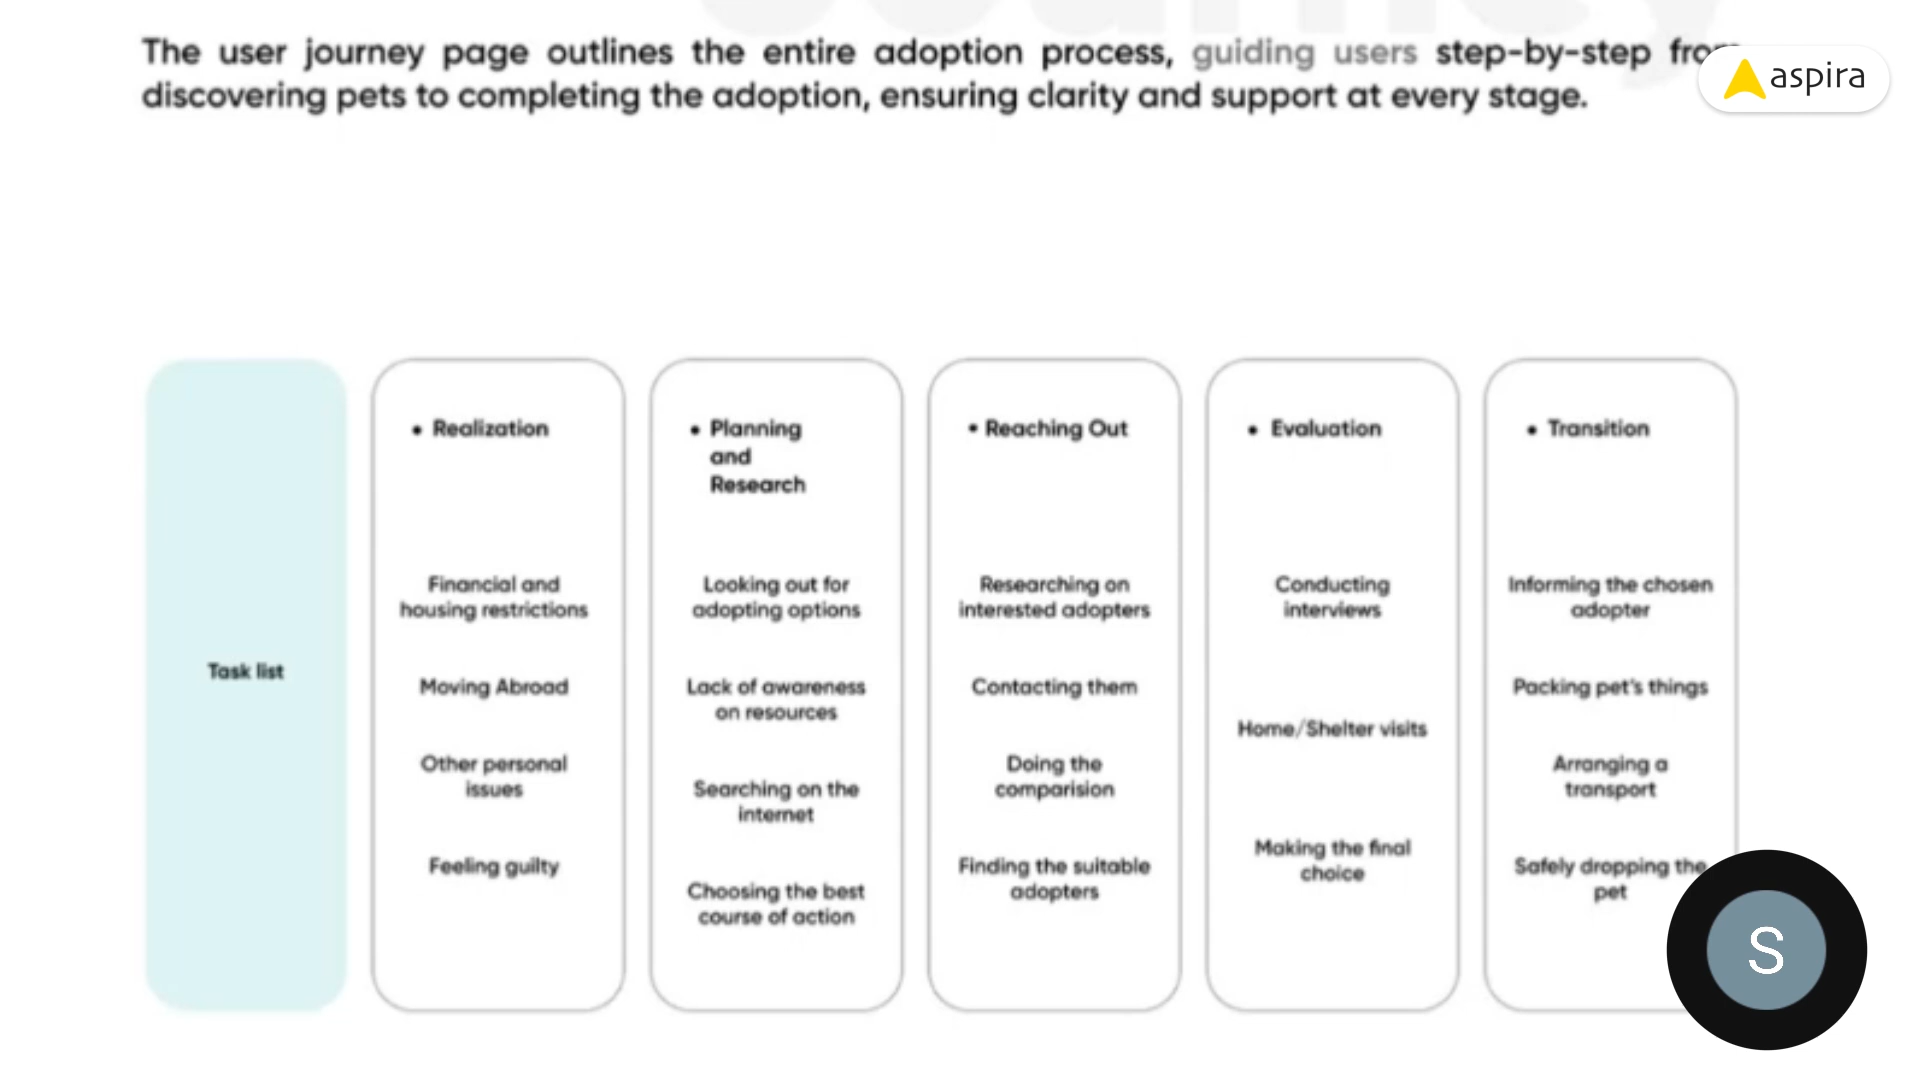 Journey
The user journey page outlines the entire adoption process, guiding users step-by-step from
discovering pets to completing the adoption, ensuring clarity and support at every stage.
aspira
Task list
• Realization
Financial and
housing restrictions
Moving Abroad
Other personal
issues
Feeling guilty
• Planning
and
Research
Looking out for
adopting options
Lack of awareness
on resources
Searching on the
internet
Choosing the best
course of action
• Reaching Out
Researching on
interested adopters
Contacting them
Doing the
comparision
Finding the suitable
adopters
• Evaluation
Conducting
interviews
Home/Shelter visits
Making the final
choice
• Transition
Informing the chosen
adopter
Packing pet's things
Arranging a
transport
Safely dropping the
pet
S